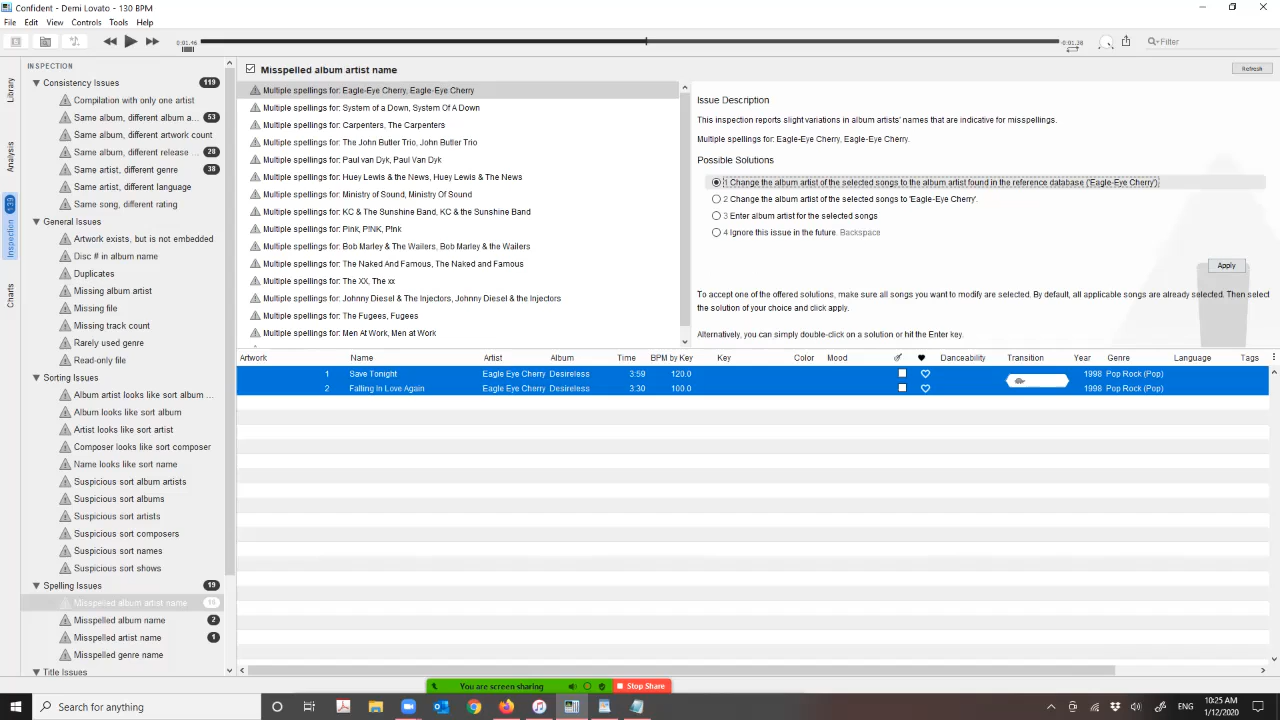 Confident - Demi Lovato - 130 BPM
File Edit View Controls Tools Help
0:01.46
-0:01.28
Filter
Library
Analysis
Inspection 139
Charts
INSPECTION
Consistency Issues 119
Compilation with only one artist
Same album, different album a... 53
Same album, different artwork count
Same album, different release ... 28
Same artist, different genre 38
Same artist, different language
Same song, different rating
General Issues
Artwork exists, but is not embedded
Disc # in album name
Duplicates
Missing album artist
Missing file
Missing track count
Rarely used genre
Read-only file
Sorting Issues
Album artist looks like sort album ...
Album looks like sort album
Artist looks like sort artist
Composer looks like sort composer
Name looks like sort name
Suspicious sort album artists
Suspicious sort albums
Suspicious sort artists
Suspicious sort composers
Suspicious sort names
Suspicious sort shows
Spelling Issues 19
Misspelled album artist name
Misspelled album name 2
Misspelled artist name 1
Misspelled genre name
Title Issues
Misspelled album artist name
Multiple spellings for: Eagle-Eye Cherry, Eagle‐Eye Cherry
Multiple spellings for: System of a Down, System Of A Down
Multiple spellings for: Carpenters, The Carpenters
Multiple spellings for: The John Butler Trio, John Butler Trio
Multiple spellings for: Paul van Dyk, Paul Van Dyk
Multiple spellings for: Huey Lewis & the News, Huey Lewis & The News
Multiple spellings for: Ministry of Sound, Ministry Of Sound
Multiple spellings for: KC & The Sunshine Band, KC & the Sunshine Band
Multiple spellings for: Pink, P!NK, P!nk
Multiple spellings for: Bob Marley & The Wailers, Bob Marley & the Wailers
Multiple spellings for: The Naked And Famous, The Naked and Famous
Multiple spellings for: The XX, The xx
Multiple spellings for: Johnny Diesel & The Injectors, Johnny Diesel & the Injectors
Multiple spellings for: The Fugees, Fugees
Multiple spellings for: Men At Work, Men at Work
Refresh
Issue Description
This inspection reports slight variations in album artists' names that are indicative for misspellings.
Multiple spellings for: Eagle-Eye Cherry, Eagle‐Eye Cherry.
Possible Solutions
1 Change the album artist of the selected songs to the album artist found in the reference database ('Eagle‐Eye Cherry').
2 Change the album artist of the selected songs to 'Eagle-Eye Cherry'.
3 Enter album artist for the selected songs
4 Ignore this issue in the future. Backspace
Apply
To accept one of the offered solutions, make sure all songs you want to modify are selected. By default, all applicable songs are already selected. Then select
the solution of your choice and click apply.
Alternatively, you can simply double-click on a solution or hit the Enter key.
Artwork Name Artist Album Time BPM by Key Key Color Mood Danceability Transition Year Genre Language Tags
1 Save Tonight Eagle Eye Cherry Desireless 3:59 120.0 1998 Pop Rock (Pop)
2 Falling In Love Again Eagle Eye Cherry Desireless 3:30 100.0 1998 Pop Rock (Pop)
You are screen sharing
Stop Share
Search for anything
ENG
10:25 AM
1/12/2020